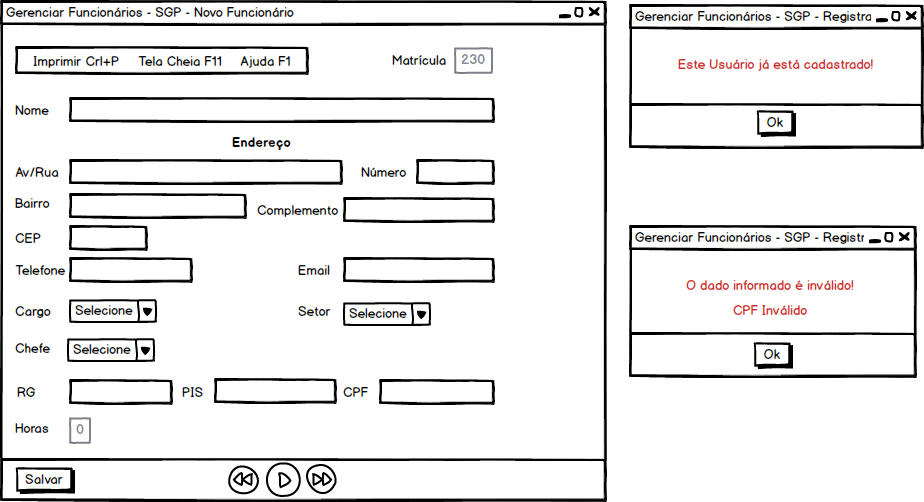 Gerenciar Funcionários - SGP - Novo Funcionário
Imprimir Crl+P Tela Cheia F11 Ajuda F1
Matrícula 230
Nome
Endereço
Av/Rua Número
Bairro Complemento
CEP
Telefone Email
Cargo Selecione Setor Selecione
Chefe Selecione
RG PIS CPF
Horas 0
Salvar
Gerenciar Funcionários - SGP - Registra
Este Usuário já está cadastrado!
Ok
Gerenciar Funcionários - SGP - Registr
O dado informado é inválido!
CPF Inválido
Ok